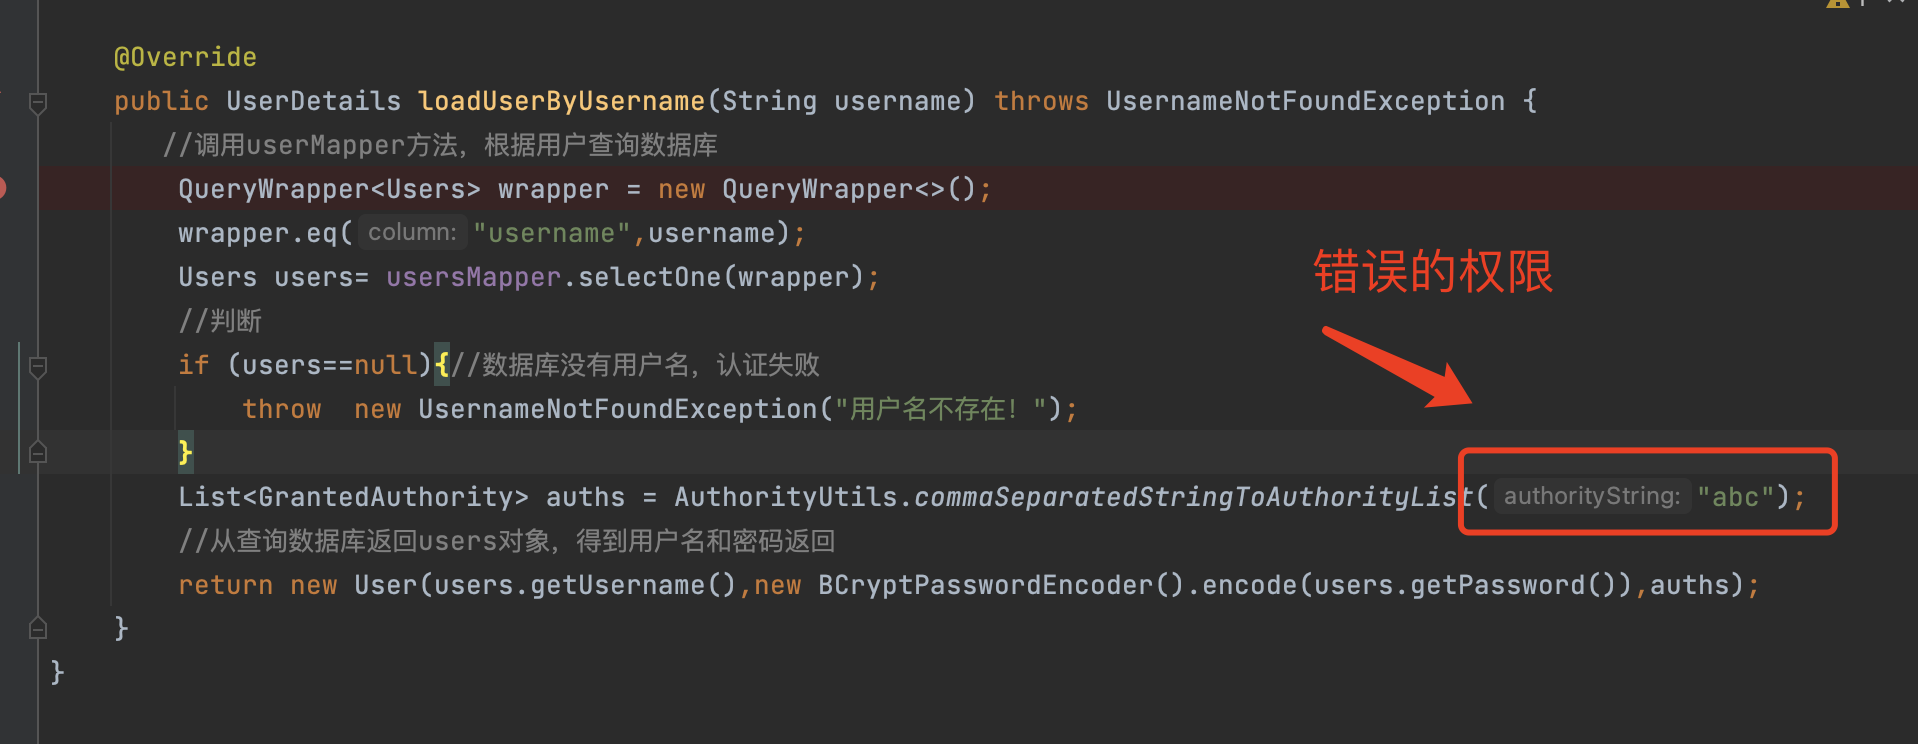 @Override
public UserDetails loadUserByUsername(String username) throws UsernameNotFoundException {
//调用userMapper方法，根据用户查询数据库
QueryWrapper<Users> wrapper = new QueryWrapper<>();
wrapper.eq( column: "username",username);
错误的权限
Users users= usersMapper.selectOne(wrapper);
//判断
if (users==null){//数据库没有用户名，认证失败
throw  new UsernameNotFoundException("用户名不存在！");
}
List<GrantedAuthority> auths = AuthorityUtils.commaSeparatedStringToAuthorityList( authorityString: "abc");
//从查询数据库返回users对象，得到用户名和密码返回
return new User(users.getUsername(),new BCryptPasswordEncoder().encode(users.getPassword()),auths);
}
}